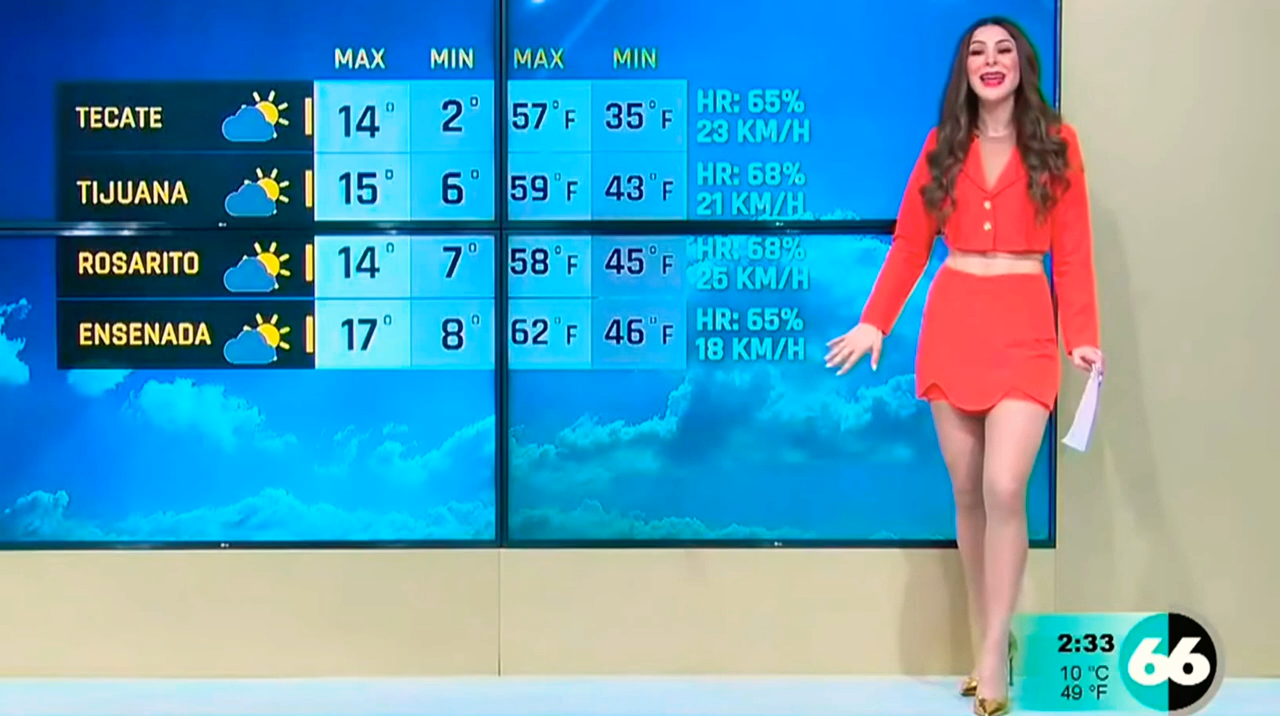 MAX MIN MAX MIN
TECATE 14° 2° 57°F 35°F HR: 65%
23 KM/H
TIJUANA 15° 6° 59°F 43°F HR: 68%
21 KM/H
ROSARITO 14° 7° 58°F 45°F HR: 68%
25 KM/H
ENSENADA 17° 8° 62°F 46°F HR: 65%
18 KM/H
2:33
10 °C
49 °F
66